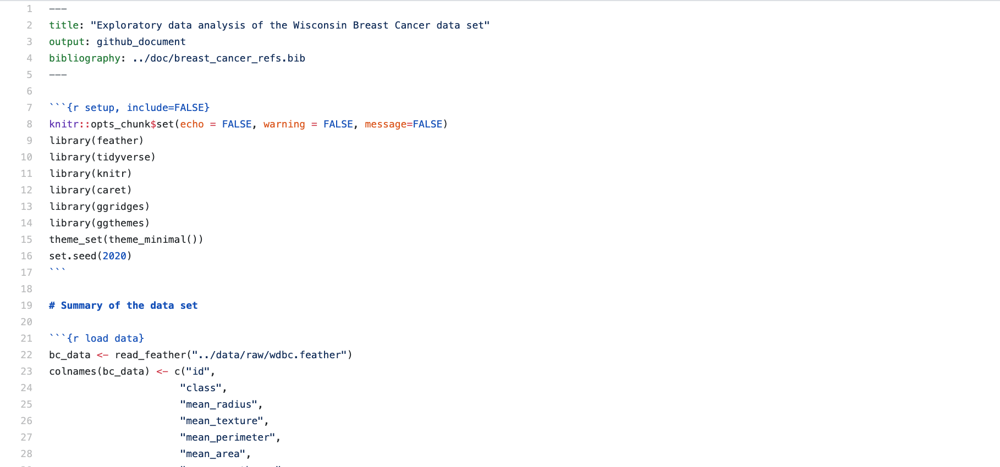 1 ---
2 title: "Exploratory data analysis of the Wisconsin Breast Cancer data set"
3 output: github_document
4 bibliography: ../doc/breast_cancer_refs.bib
5 ---
6
7 ```{r setup, include=FALSE}
8 knitr::opts_chunk$set(echo = FALSE, warning = FALSE, message=FALSE)
9 library(feather)
10 library(tidyverse)
11 library(knitr)
12 library(caret)
13 library(ggridges)
14 library(ggthemes)
15 theme_set(theme_minimal())
16 set.seed(2020)
17 ```
18
19 # Summary of the data set
20
21 ```{r load data}
22 bc_data <- read_feather("../data/raw/wdbc.feather")
23 colnames(bc_data) <- c("id",
24 "class",
25 "mean_radius",
26 "mean_texture",
27 "mean_perimeter",
28 "mean_area",